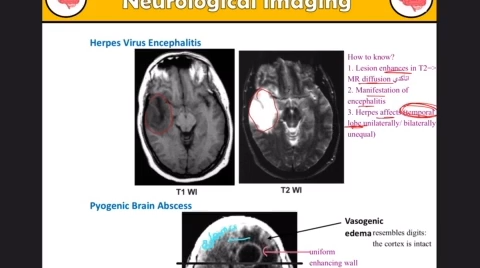 Neurological Imaging
Herpes Virus Encephalitis
How to know?
1. Lesion enhances in T2=>
MR diffusion اتأكدي
2. Manifestation of
encephalitis
3. Herpes affects (temporal
lobe unilaterally/ bilaterally
unequal)
T1 WI
T2 WI
Pyogenic Brain Abscess
Vasogenic
edema resembles digits:
the cortex is intact
uniform
enhancing wall